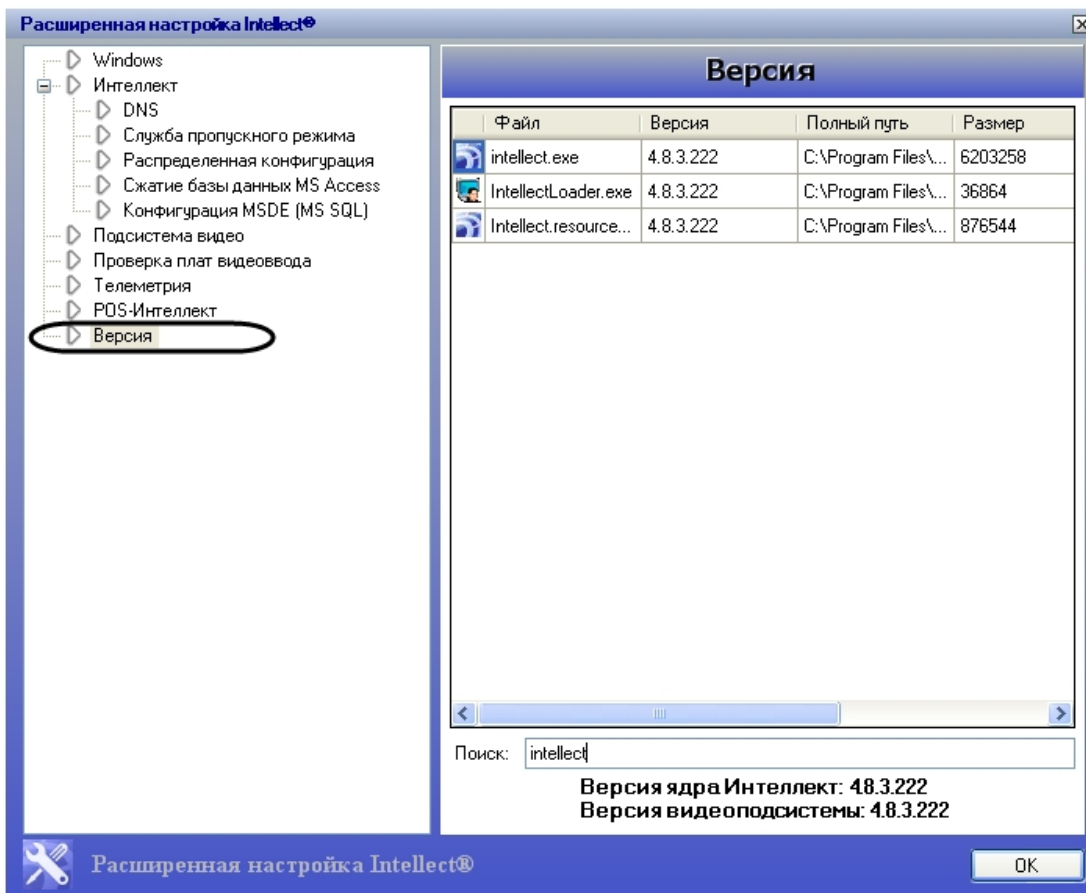 Расширенная настройка Intellect®
Windows
Интеллект
DNS
Служба пропускного режима
Распределенная конфигурация
Сжатие базы данных MS Access
Конфигурация MSDE (MS SQL)
Подсистема видео
Проверка плат видеоввода
Телеметрия
POS-Интеллект
Версия
Версия
Файл Версия Полный путь Размер
intellect.exe 4.8.3.222 C:\Program Files\... 6203258
IntellectLoader.exe 4.8.3.222 C:\Program Files\... 36864
Intellect.resource... 4.8.3.222 C:\Program Files\... 876544
Поиск: intellect
Версия ядра Интеллект: 4.8.3.222
Версия видеоподсистемы: 4.8.3.222
Расширенная настройка Intellect®
OK